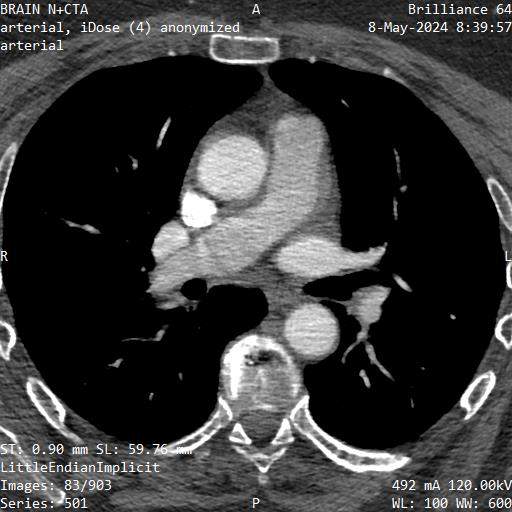 BRAIN N+CTA
arterial, iDose (4) anonymized
arterial
A
Brilliance 64
8-May-2024 8:39:57
R
L
ST: 0.90 mm SL: 59.76 mm
LittleEndianImplicit
Images: 83/903
Series: 501
P
492 mA 120.00kV
WL: 100 WW: 600